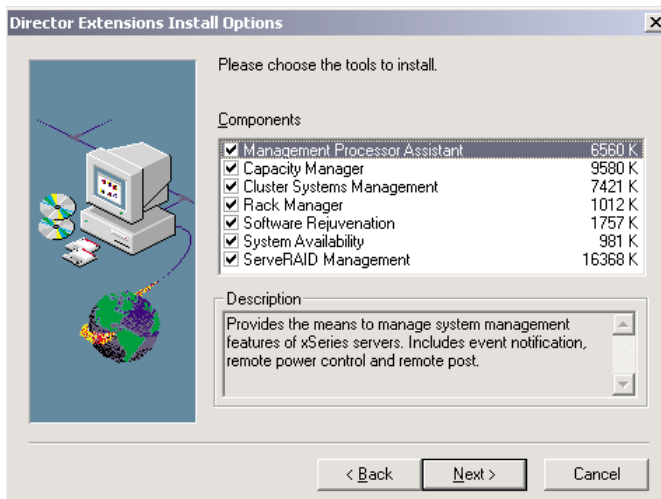 Director Extensions Install Options
Please choose the tools to install.
Components
Management Processor Assistant 6560 K
Capacity Manager 9580 K
Cluster Systems Management 7421 K
Rack Manager 1012 K
Software Rejuvenation 1757 K
System Availability 981 K
ServeRAID Management 16368 K
Description
Provides the means to manage system management
features of xSeries servers. Includes event notification,
remote power control and remote post.
< Back Next > Cancel